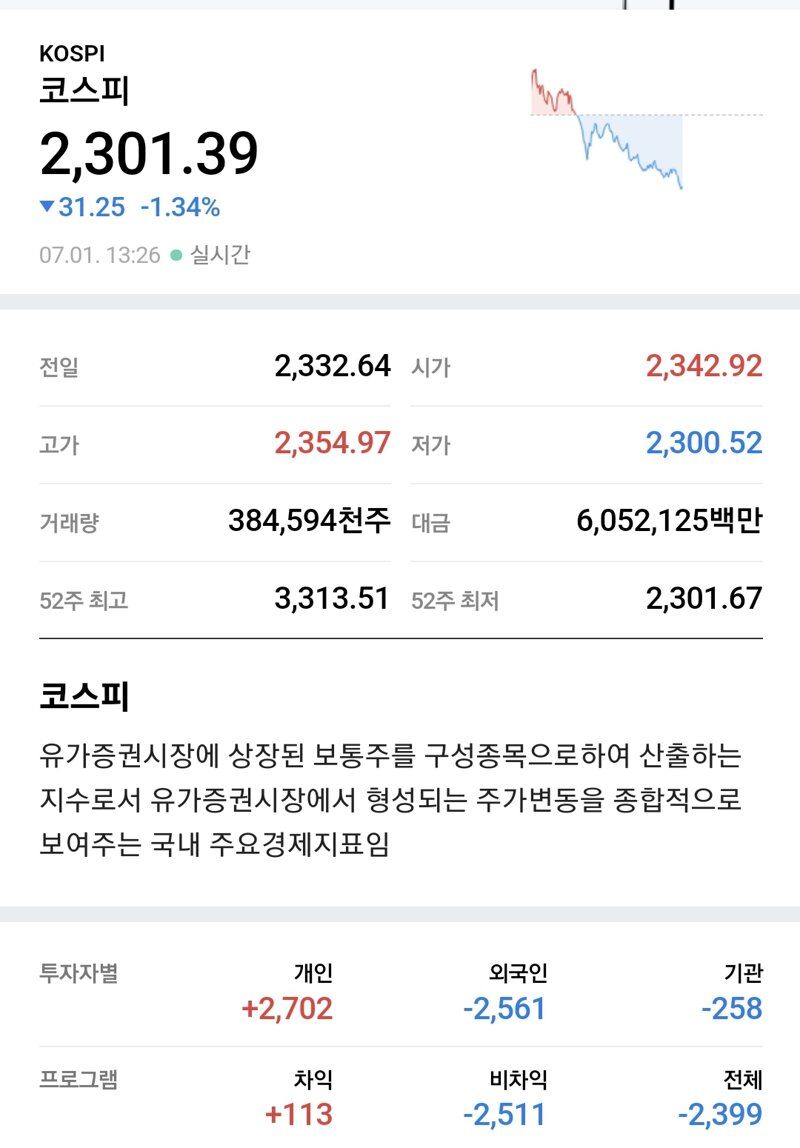 KOSPI
코스피
2,301.39
▼31.25 -1.34%
07.01. 13:26 ● 실시간
전일 2,332.64 시가 2,342.92
고가 2,354.97 저가 2,300.52
거래량 384,594천주 대금 6,052,125백만
52주 최고 3,313.51 52주 최저 2,301.67
코스피
유가증권시장에 상장된 보통주를 구성종목으로하여 산출하는
지수로서 유가증권시장에서 형성되는 주가변동을 종합적으로
보여주는 국내 주요경제지표임
투자자별 개인 외국인 기관
+2,702 -2,561 -258
프로그램 차익 비차익 전체
+113 -2,511 -2,399